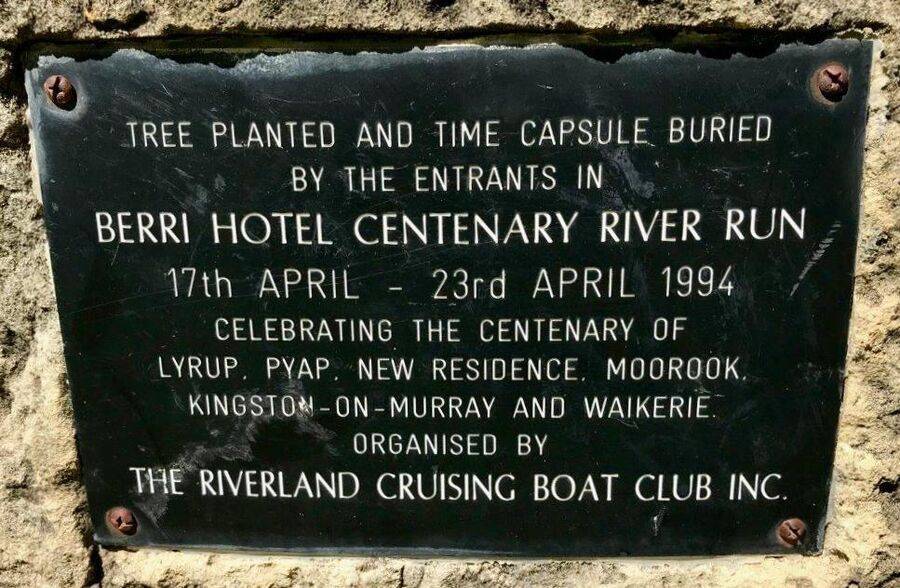 TREE PLANTED AND TIME CAPSULE BURIED
BY THE ENTRANTS IN
BERRI HOTEL CENTENARY RIVER RUN
17th APRIL - 23rd APRIL 1994
CELEBRATING THE CENTENARY OF
LYRUP, PYAP, NEW RESIDENCE, MOOROOK,
KINGSTON-ON-MURRAY AND WAIKERIE.
ORGANISED BY
THE RIVERLAND CRUISING BOAT CLUB INC.